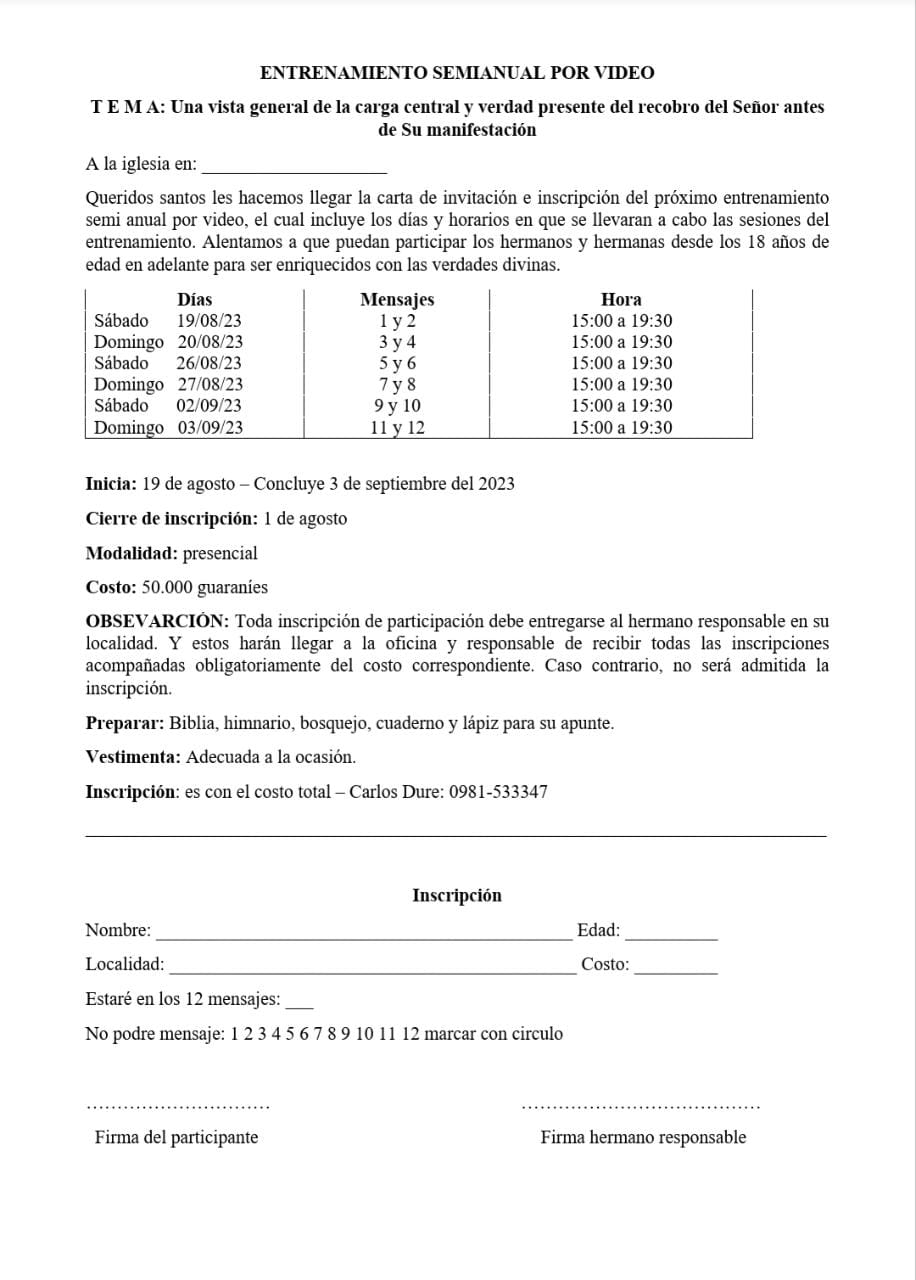 ENTRENAMIENTO SEMIANUAL POR VIDEO
T E M A: Una vista general de la carga central y verdad presente del recobro del Señor antes
de Su manifestación
A la iglesia en: ____________________
Queridos santos les hacemos llegar la carta de invitación e inscripción del próximo entrenamiento
semi anual por video, el cual incluye los días y horarios en que se llevaran a cabo las sesiones del
entrenamiento. Alentamos a que puedan participar los hermanos y hermanas desde los 18 años de
edad en adelante para ser enriquecidos con las verdades divinas.
Días Mensajes Hora
Sábado 19/08/23 1 y 2 15:00 a 19:30
Domingo 20/08/23 3 y 4 15:00 a 19:30
Sábado 26/08/23 5 y 6 15:00 a 19:30
Domingo 27/08/23 7 y 8 15:00 a 19:30
Sábado 02/09/23 9 y 10 15:00 a 19:30
Domingo 03/09/23 11 y 12 15:00 a 19:30
Inicia: 19 de agosto – Concluye 3 de septiembre del 2023
Cierre de inscripción: 1 de agosto
Modalidad: presencial
Costo: 50.000 guaraníes
OBSEVARCIÓN: Toda inscripción de participación debe entregarse al hermano responsable en su
localidad. Y estos harán llegar a la oficina y responsable de recibir todas las inscripciones
acompañadas obligatoriamente del costo correspondiente. Caso contrario, no será admitida la
inscripción.
Preparar: Biblia, himnario, bosquejo, cuaderno y lápiz para su apunte.
Vestimenta: Adecuada a la ocasión.
Inscripción: es con el costo total – Carlos Dure: 0981-533347
Inscripción
Nombre: ____________________ Edad: __________
Localidad: ____________________ Costo: _________
Estaré en los 12 mensajes: ___
No podre mensaje: 1 2 3 4 5 6 7 8 9 10 11 12 marcar con circulo
.............................. .......................................
Firma del participante Firma hermano responsable